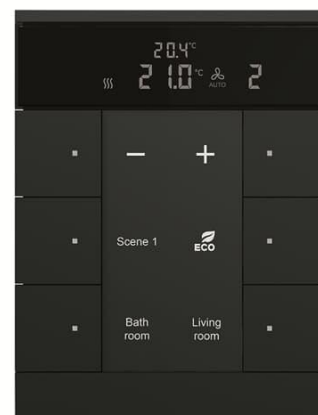 20.4°C
21.0°C AUTO 2
− +
Scene 1 ECO
Bath room
Living room